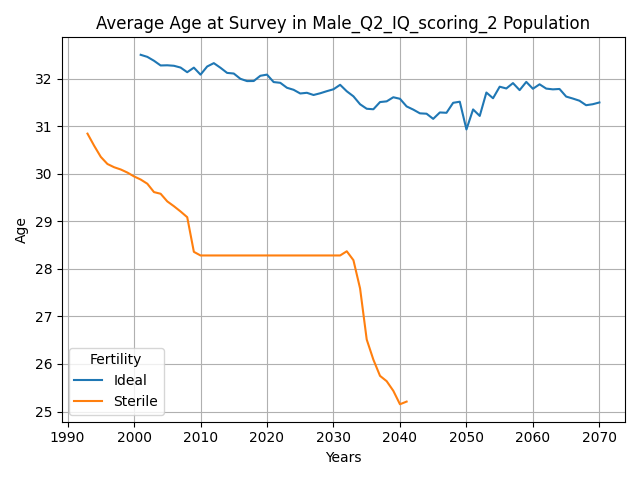 Average Age at Survey in Male_Q2_IQ_scoring_2 Population
Age
32
31
30
29
28
27
26
25
Fertility
Ideal
Sterile
1990 2000 2010 2020 2030 2040 2050 2060 2070
Years